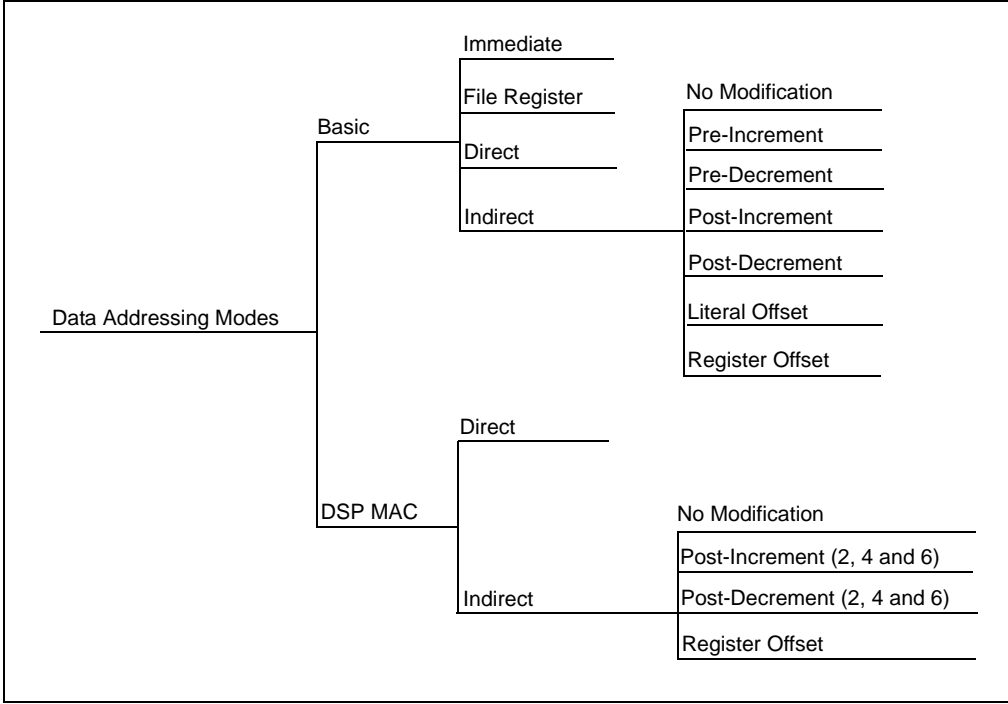 Data Addressing Modes
Basic
Immediate
File Register
Direct
Indirect
No Modification
Pre-Increment
Pre-Decrement
Post-Increment
Post-Decrement
Literal Offset
Register Offset
DSP MAC
Direct
Indirect
No Modification
Post-Increment (2, 4 and 6)
Post-Decrement (2, 4 and 6)
Register Offset